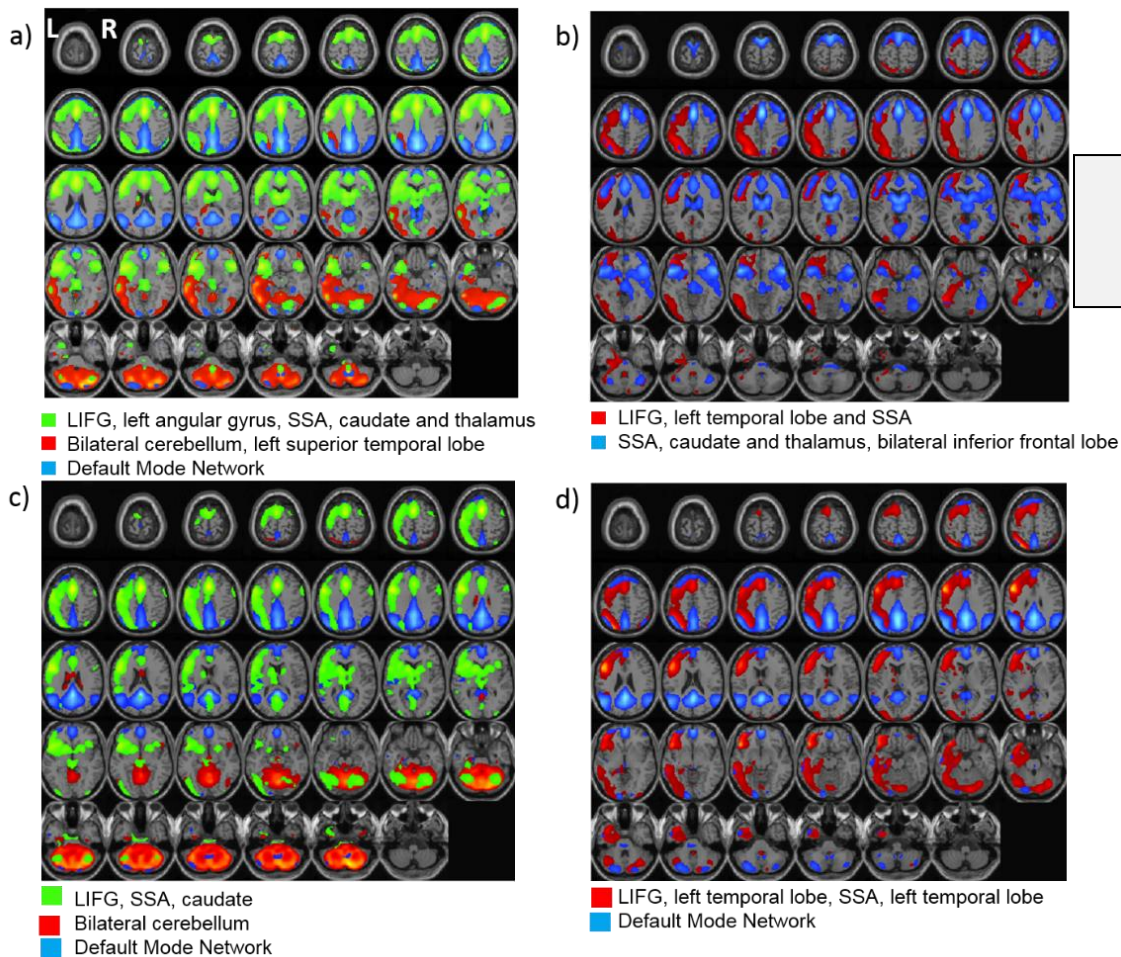 a)
L R
LIFG, left angular gyrus, SSA, caudate and thalamus
Bilateral cerebellum, left superior temporal lobe
Default Mode Network
b)
LIFG, left temporal lobe and SSA
SSA, caudate and thalamus, bilateral inferior frontal lobe
c)
LIFG, SSA, caudate
Bilateral cerebellum
Default Mode Network
d)
LIFG, left temporal lobe, SSA, left temporal lobe
Default Mode Network